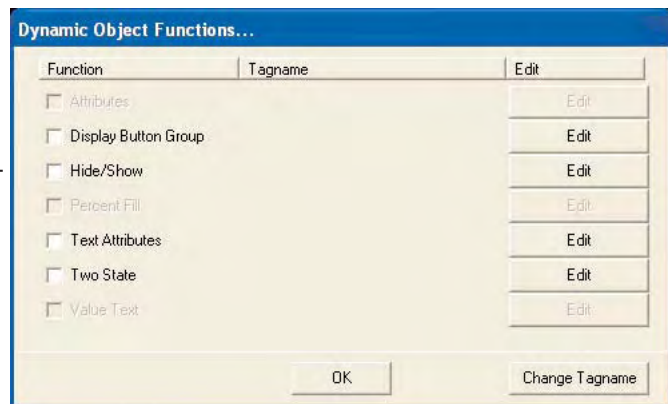 Dynamic Object Functions...
Function Tagname Edit
Attributes Edit
Display Button Group Edit
Hide/Show Edit
Percent Fill Edit
Text Attributes Edit
Two State Edit
Value Text Edit
OK Change Tagname